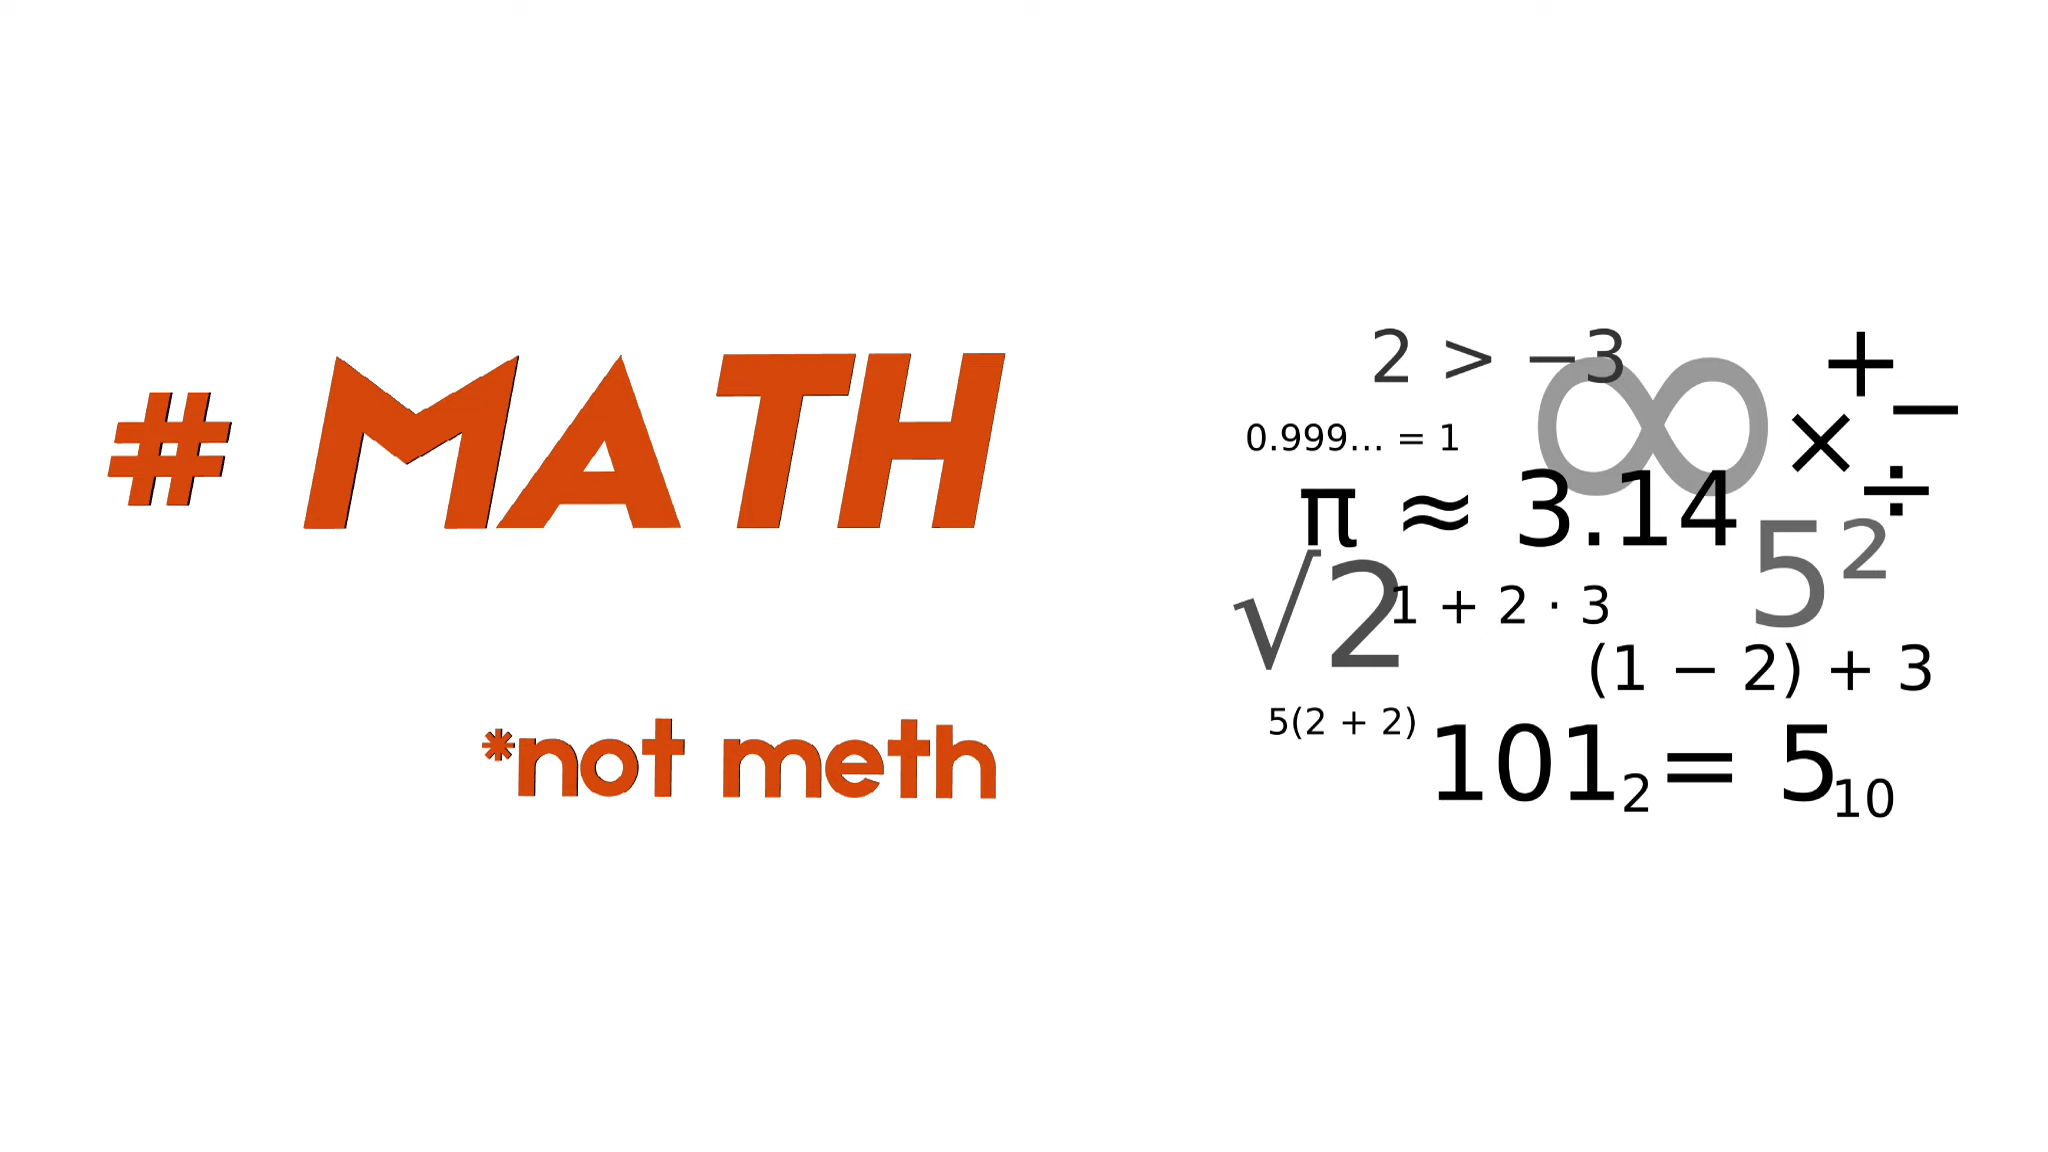 # MATH
*not meth
2 > −3
∞
+
−
×
÷
0.999... = 1
π ≈ 3.14
5²
√2
1 + 2 · 3
(1 − 2) + 3
5(2 + 2)
101₂ = 5₁₀